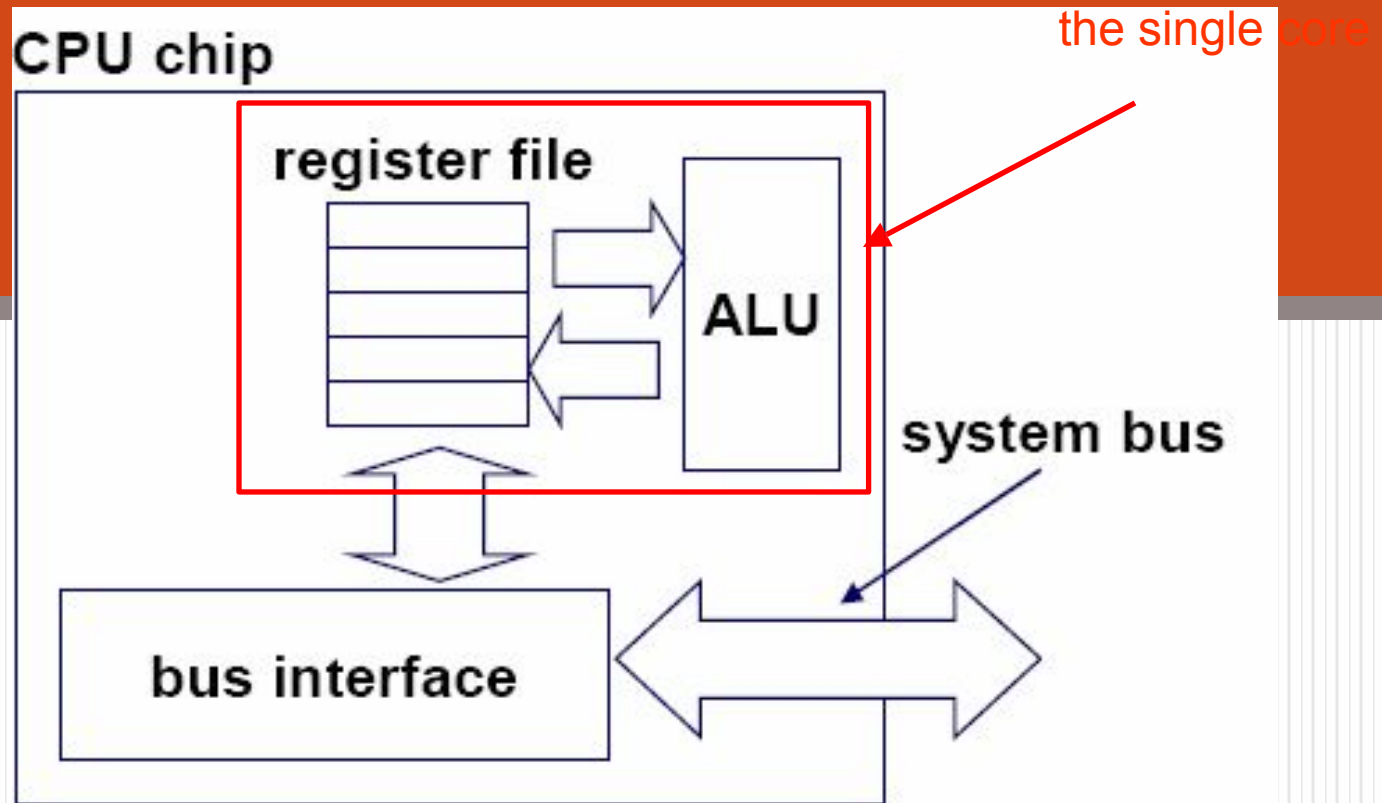 the single core
CPU chip
register file
ALU
system bus
bus interface